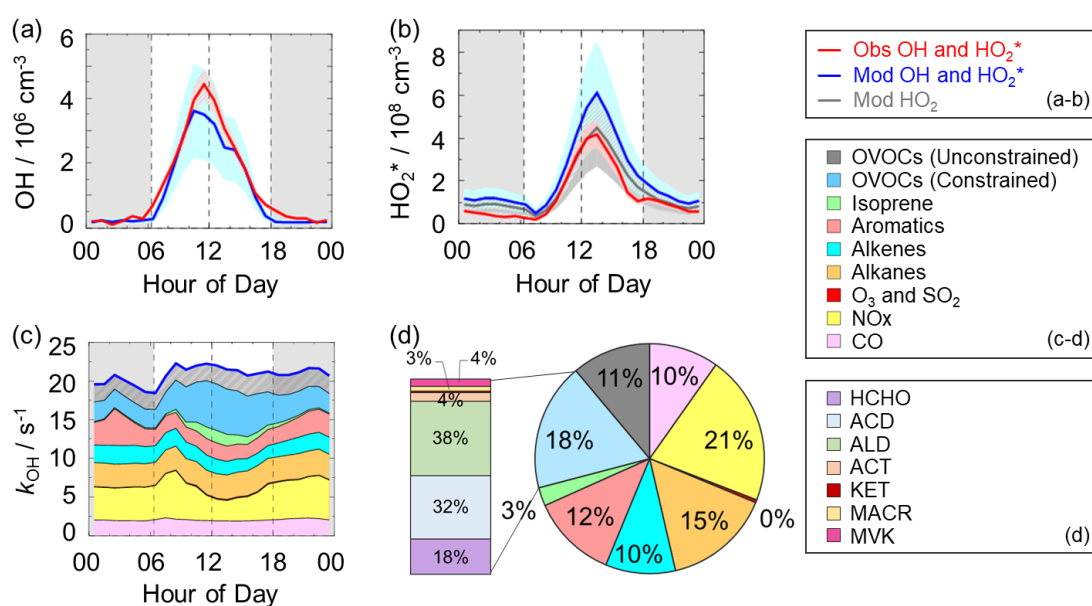 (a)
6
4
2
0
OH / 10⁶ cm⁻³
00 06 12 18 00
Hour of Day
(b)
8
6
4
2
0
HO₂* / 10⁸ cm⁻³
00 06 12 18 00
Hour of Day
Obs OH and HO₂*
Mod OH and HO₂*
Mod HO₂
(a-b)
OVOCs (Unconstrained)
OVOCs (Constrained)
Isoprene
Aromatics
Alkenes
Alkanes
O₃ and SO₂
NOx
CO
(c-d)
(c)
25
20
15
10
5
0
k_OH / s⁻¹
00 06 12 18 00
Hour of Day
(d)
3% 4%
4%
38%
32%
18%
11%
10%
21%
0%
15%
10%
12%
3%
18%
HCHO
ACD
ALD
ACT
KET
MACR
MVK
(d)